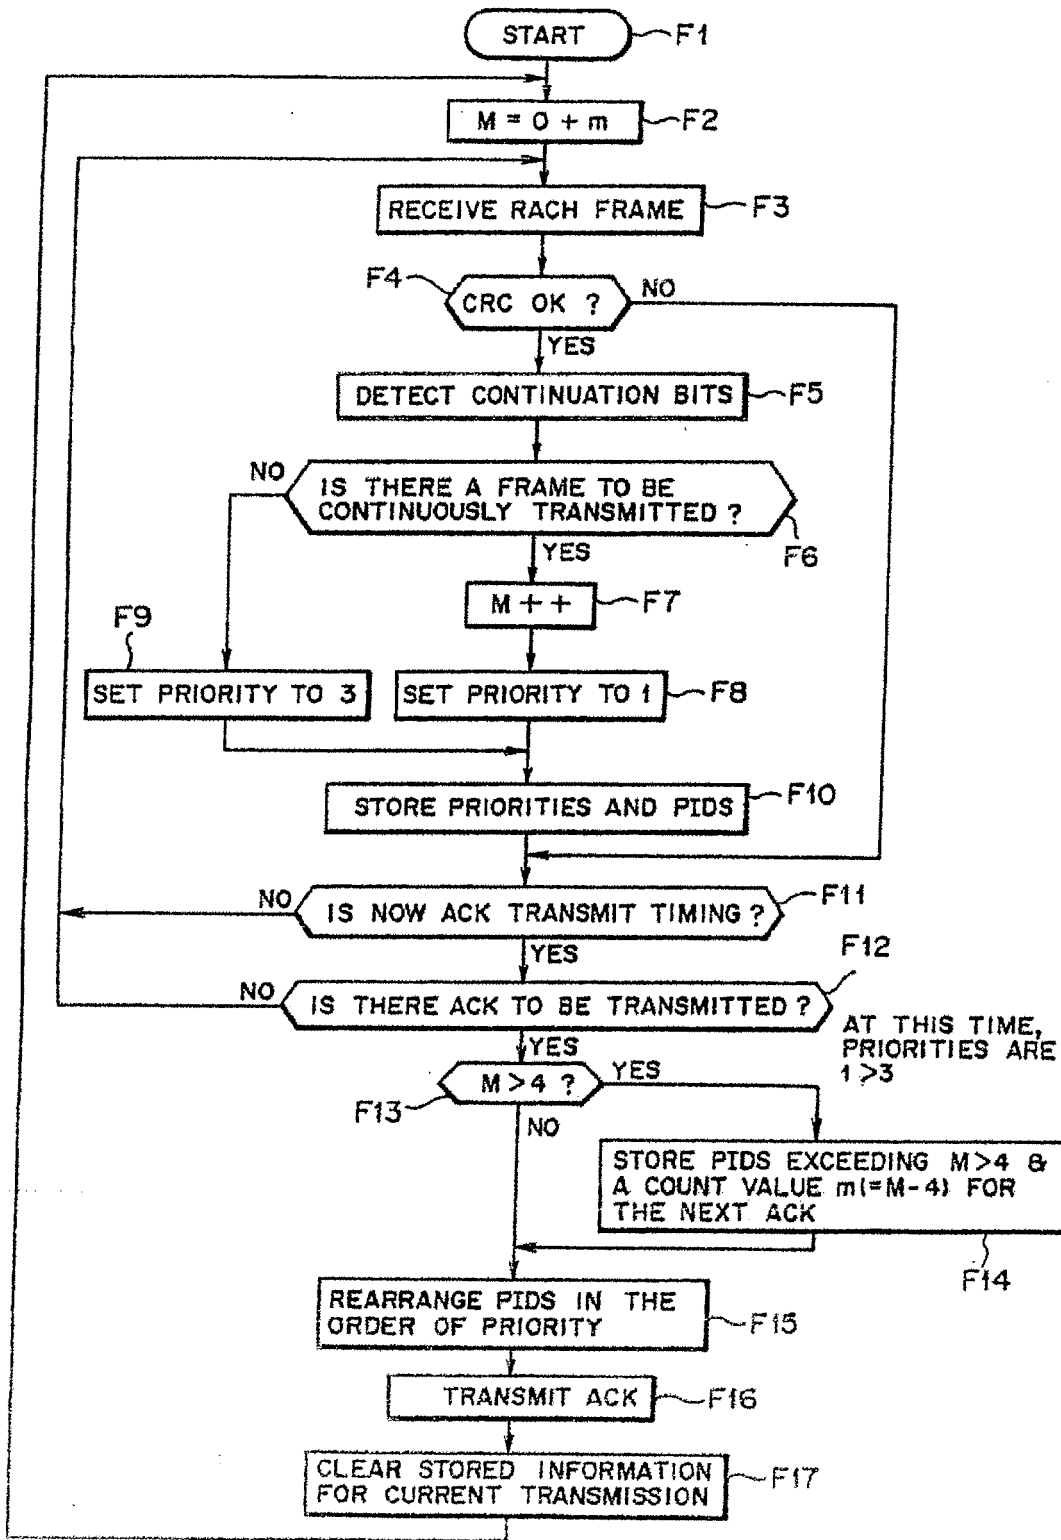 START F1
M = 0 + m F2
RECEIVE RACH FRAME F3
F4 CRC OK ? NO
YES
DETECT CONTINUATION BITS F5
NO
IS THERE A FRAME TO BE
CONTINUOUSLY TRANSMITTED ?
F6
YES
M + + F7
F9
SET PRIORITY TO 3
SET PRIORITY TO 1 F8
STORE PRIORITIES AND PIDS F10
NO IS NOW ACK TRANSMIT TIMING ? F11
YES
F12
NO IS THERE ACK TO BE TRANSMITTED ?
AT THIS TIME,
PRIORITIES ARE
1 >3
YES
M > 4 ? YES
F13
NO
STORE PIDS EXCEEDING M>4 &
A COUNT VALUE m(=M-4) FOR
THE NEXT ACK
F14
REARRANGE PIDS IN THE
ORDER OF PRIORITY
F15
TRANSMIT ACK F16
CLEAR STORED INFORMATION
FOR CURRENT TRANSMISSION
F17